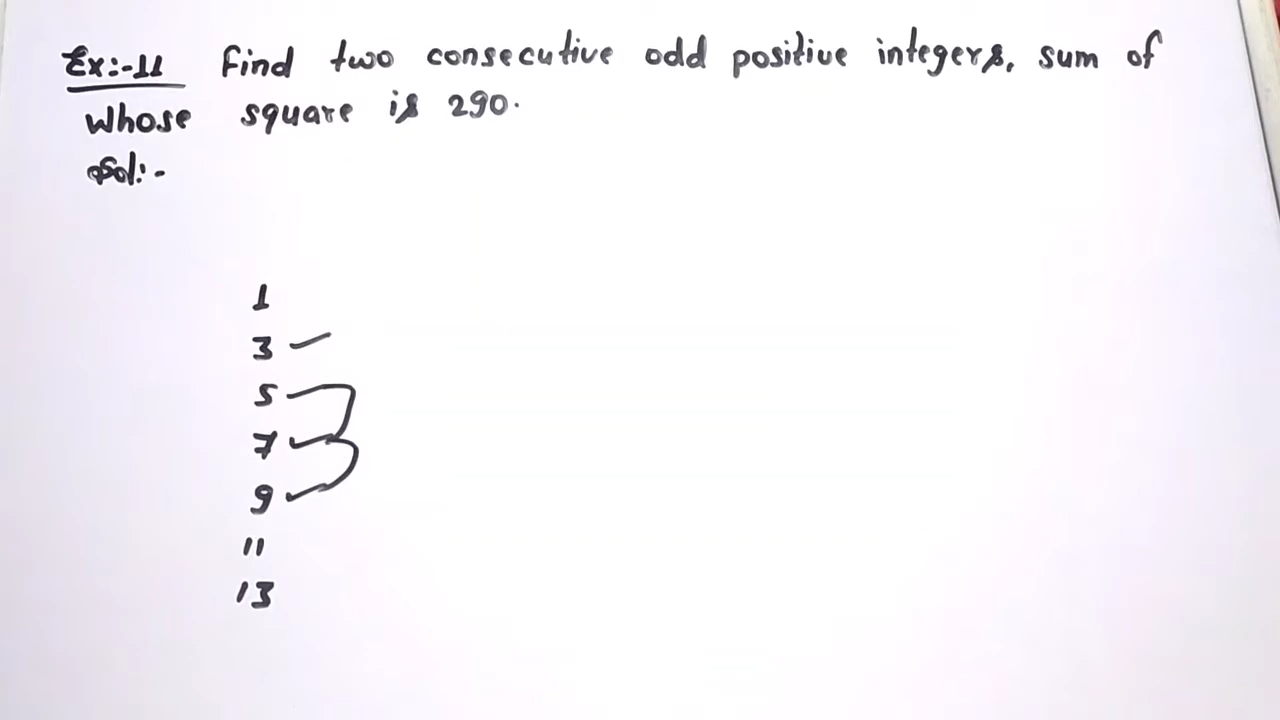 Ex:-11 Find two consecutive odd positive integers, sum of
whose square is 290.
Sol:-
1
3
5
7
9
11
13